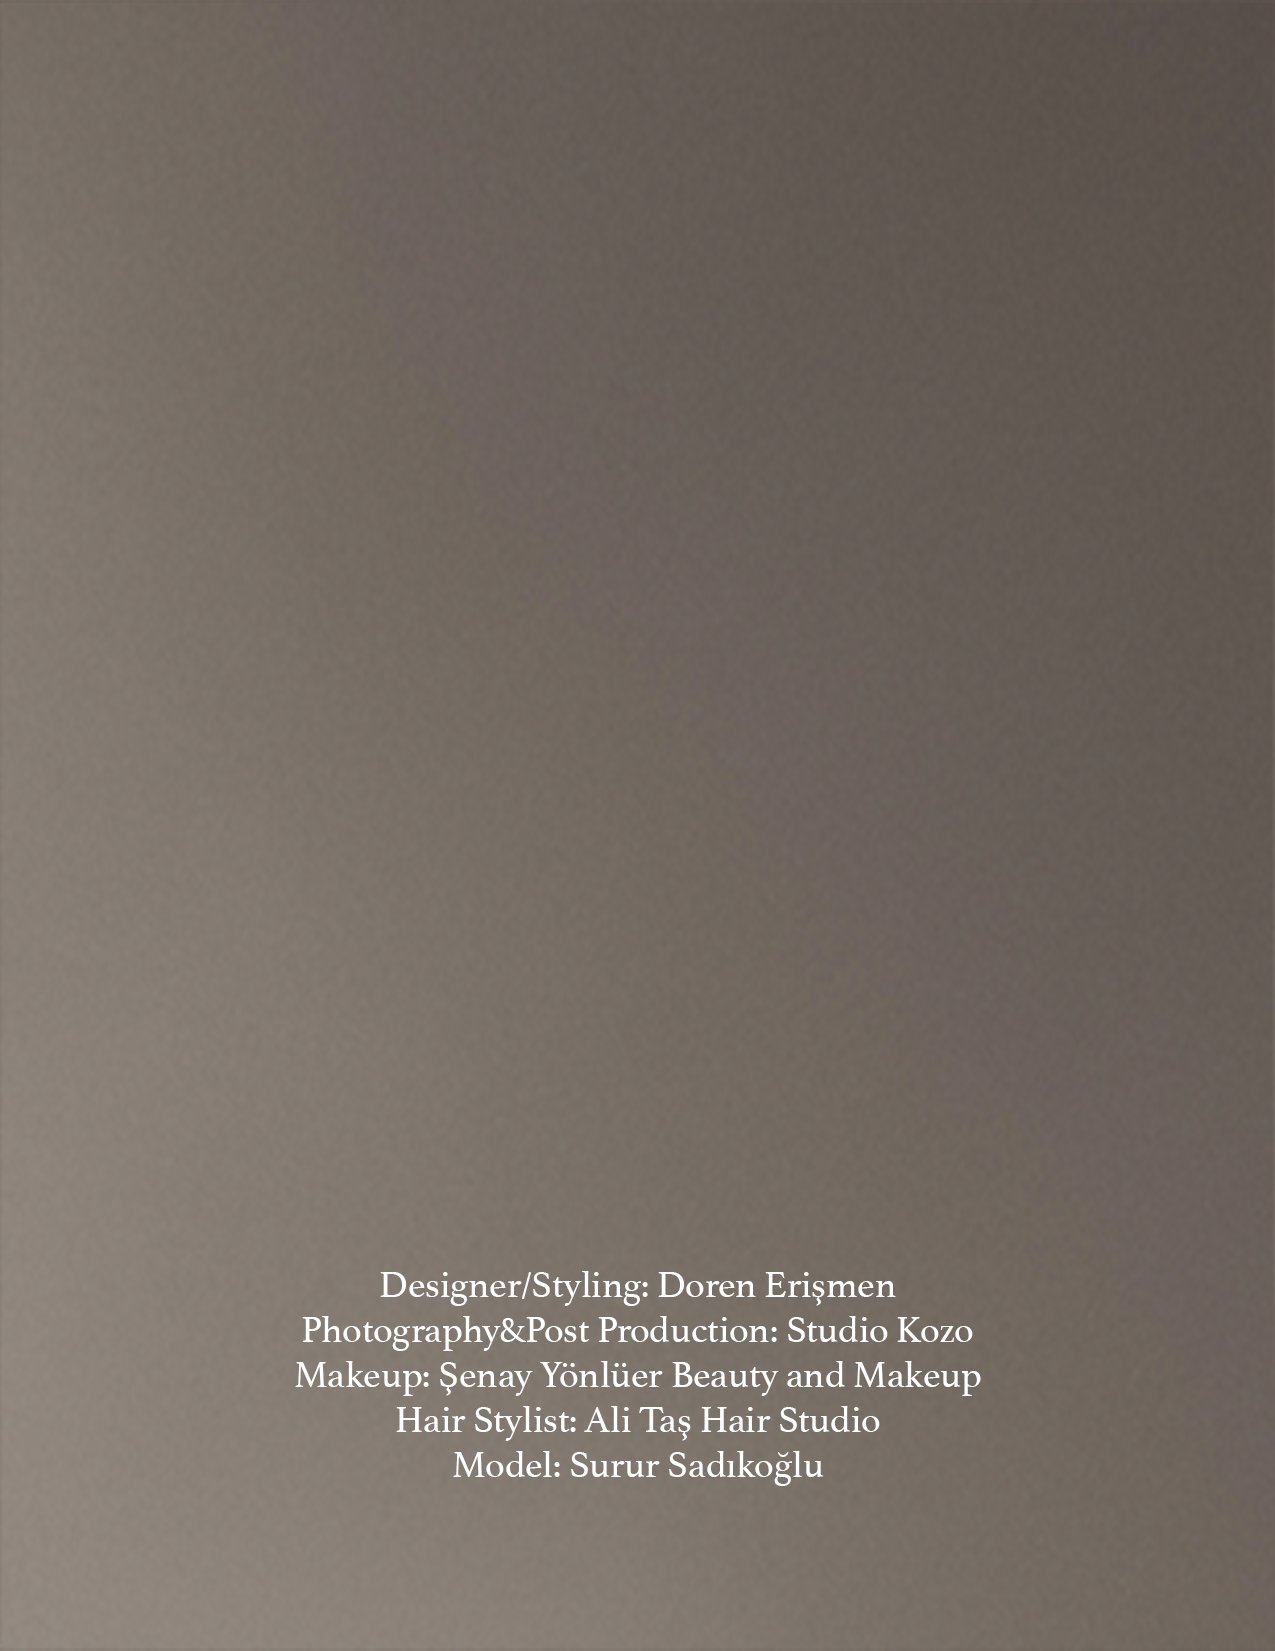 Designer/Styling: Doren Erişmen
Photography&Post Production: Studio Kozo
Makeup: Şenay Yönlüer Beauty and Makeup
Hair Stylist: Ali Taş Hair Studio
Model: Surur Sadıkoğlu